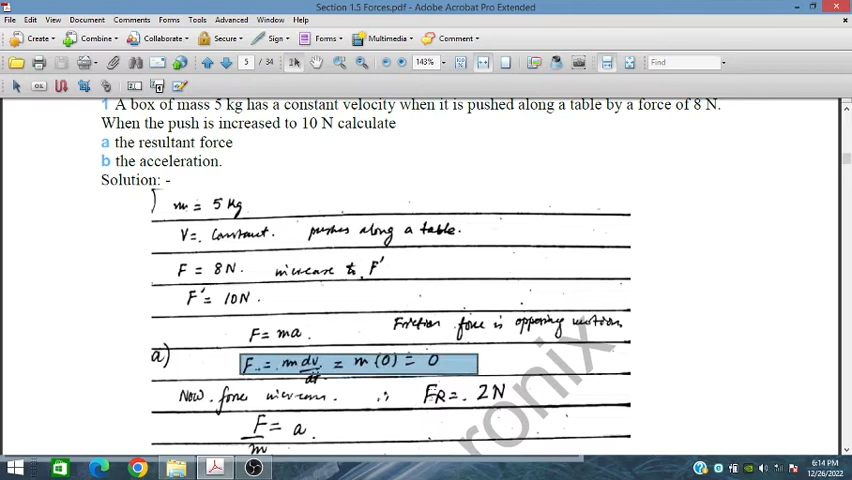 Section 1.5 Forces.pdf - Adobe Acrobat Pro Extended
File Edit View Document Comments Forms Tools Advanced Window Help
Create Combine Collaborate Secure Sign Forms Multimedia Comment
5 / 34 143% Find
1 A box of mass 5 kg has a constant velocity when it is pushed along a table by a force of 8 N.
When the push is increased to 10 N calculate
a the resultant force
b the acceleration.
Solution: -
m = 5 Kg
V = Constant. pushes along a table.
F = 8N. increase to F'
F' = 10N.
F = ma. Friction force is opposing motion.
a)
F = m dv/dt = m (0) = 0
Now force increase. ∴ FR = 2N
F/m = a.
ronix
6:14 PM
12/26/2022